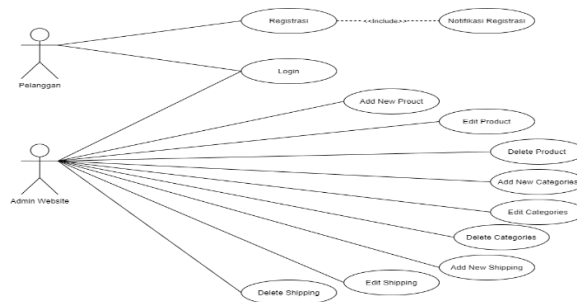 Registrasi
<<Include>>
Notifikasi Registrasi
Pelanggan
Login
Add New Prouct
Edit Product
Delete Product
Admin Website
Add New Categories
Edit Categories
Delete Categories
Add New Shipping
Edit Shipping
Delete Shipping